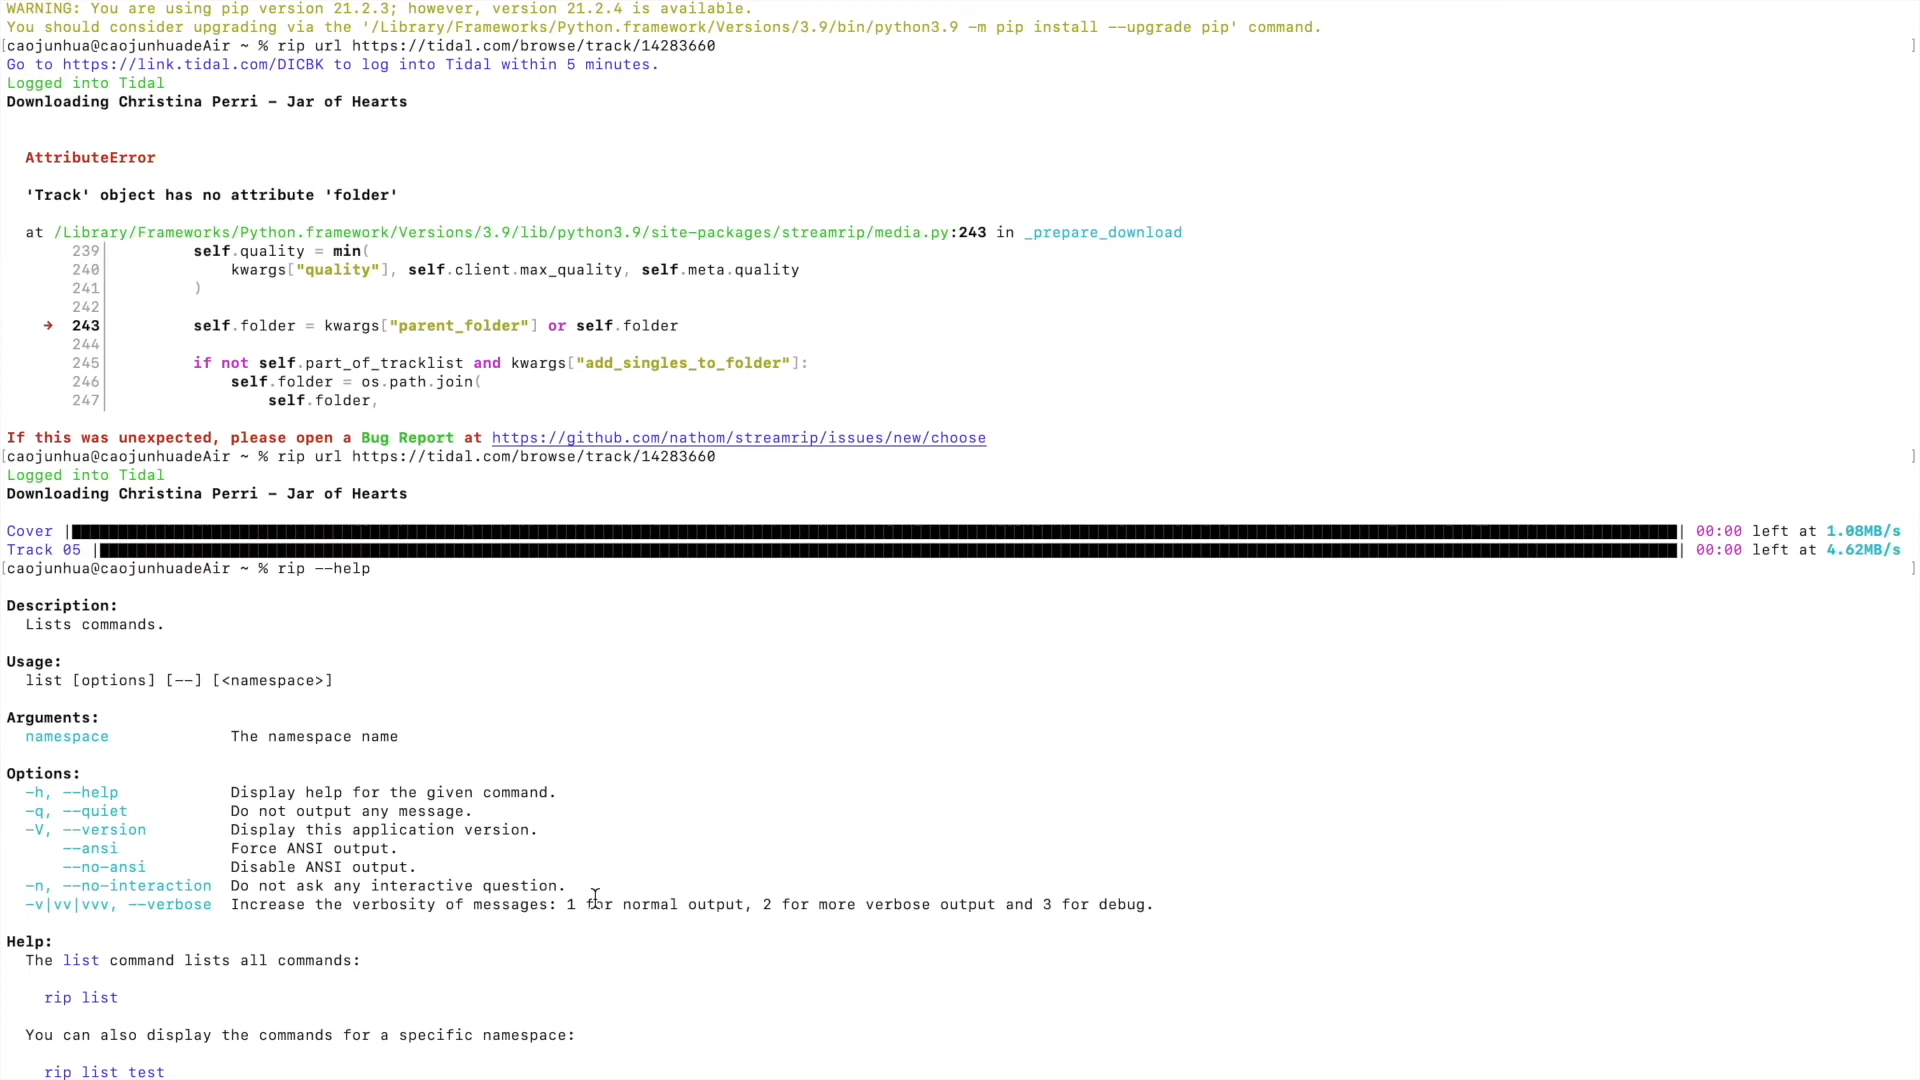 WARNING: You are using pip version 21.2.3; however, version 21.2.4 is available.
You should consider upgrading via the '/Library/Frameworks/Python.framework/Versions/3.9/bin/python3.9 -m pip install --upgrade pip' command.
[caojunhua@caojunhuadeAir ~ % rip url https://tidal.com/browse/track/14283660 ]
Go to https://link.tidal.com/DICBK to log into Tidal within 5 minutes.
Logged into Tidal
Downloading Christina Perri - Jar of Hearts
AttributeError
'Track' object has no attribute 'folder'
at /Library/Frameworks/Python.framework/Versions/3.9/lib/python3.9/site-packages/streamrip/media.py:243 in _prepare_download
239│ self.quality = min(
240│ kwargs["quality"], self.client.max_quality, self.meta.quality
241│ )
242│
→ 243│ self.folder = kwargs["parent_folder"] or self.folder
244│
245│ if not self.part_of_tracklist and kwargs["add_singles_to_folder"]:
246│ self.folder = os.path.join(
247│ self.folder,
If this was unexpected, please open a Bug Report at https://github.com/nathom/streamrip/issues/new/choose
[caojunhua@caojunhuadeAir ~ % rip url https://tidal.com/browse/track/14283660 ]
Logged into Tidal
Downloading Christina Perri - Jar of Hearts
Cover | | 00:00 left at 1.08MB/s
Track 05 | | 00:00 left at 4.62MB/s
[caojunhua@caojunhuadeAir ~ % rip --help ]
Description:
Lists commands.
Usage:
list [options] [--] [<namespace>]
Arguments:
namespace The namespace name
Options:
-h, --help Display help for the given command.
-q, --quiet Do not output any message.
-V, --version Display this application version.
--ansi Force ANSI output.
--no-ansi Disable ANSI output.
-n, --no-interaction Do not ask any interactive question.
-v|vv|vvv, --verbose Increase the verbosity of messages: 1 for normal output, 2 for more verbose output and 3 for debug.
Help:
The list command lists all commands:
rip list
You can also display the commands for a specific namespace:
rip list test